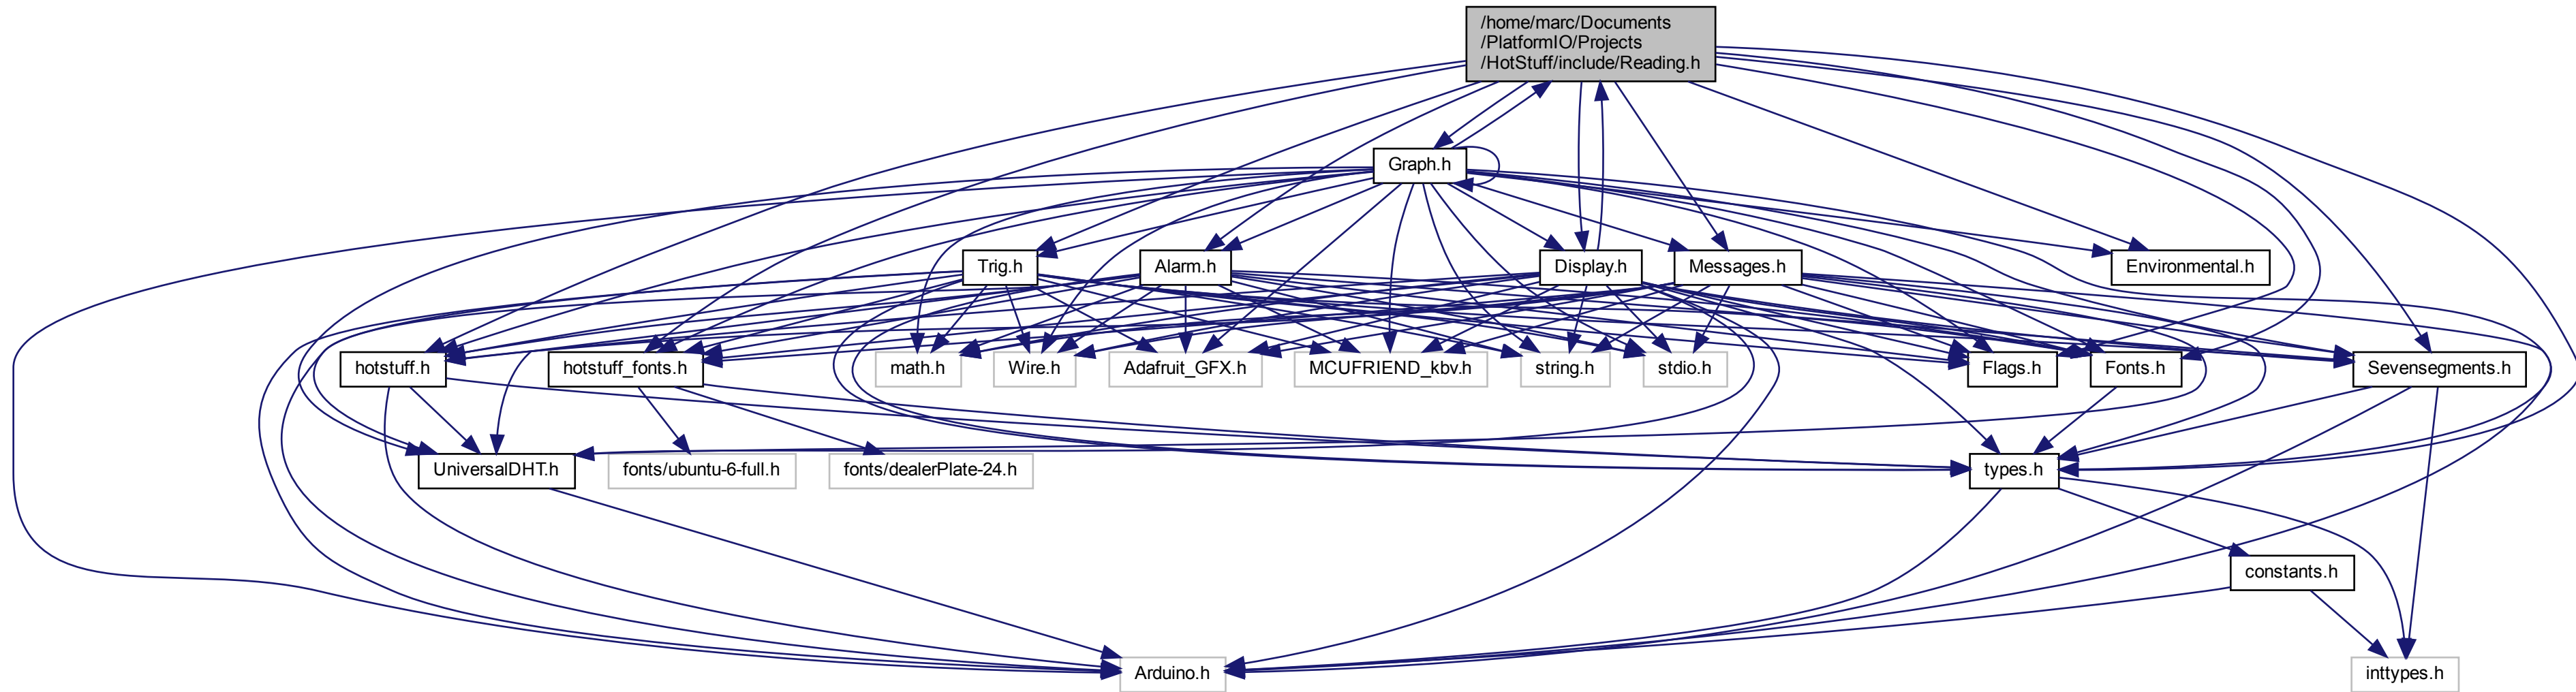 /home/marc/Documents
/PlatformIO/Projects
/HotStuff/include/Reading.h
Graph.h
Trig.h
Alarm.h
Display.h
Messages.h
Environmental.h
hotstuff.h
hotstuff_fonts.h
math.h
Wire.h
Adafruit_GFX.h
MCUFRIEND_kbv.h
string.h
stdio.h
Flags.h
Fonts.h
Sevensegments.h
UniversalDHT.h
fonts/ubuntu-6-full.h
fonts/dealerPlate-24.h
types.h
constants.h
Arduino.h
inttypes.h